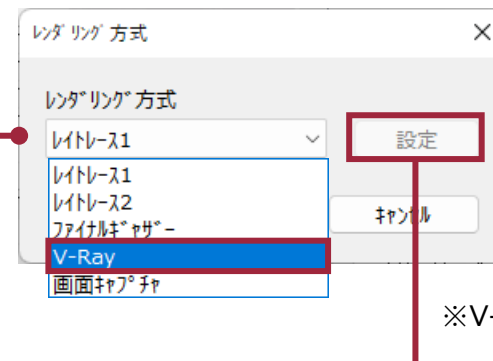 ﾚﾝﾀﾞﾘﾝｸﾞ方式
ﾚﾝﾀﾞﾘﾝｸﾞ方式
ﾚｲﾄﾚｰｽ1
設定
ﾚｲﾄﾚｰｽ1
ﾚｲﾄﾚｰｽ2
ﾌｧｲﾅﾙｷﾞｬｻﾞｰ
ｷｬﾝｾﾙ
V-Ray
画面ｷｬﾌﾟﾁｬ
※V-